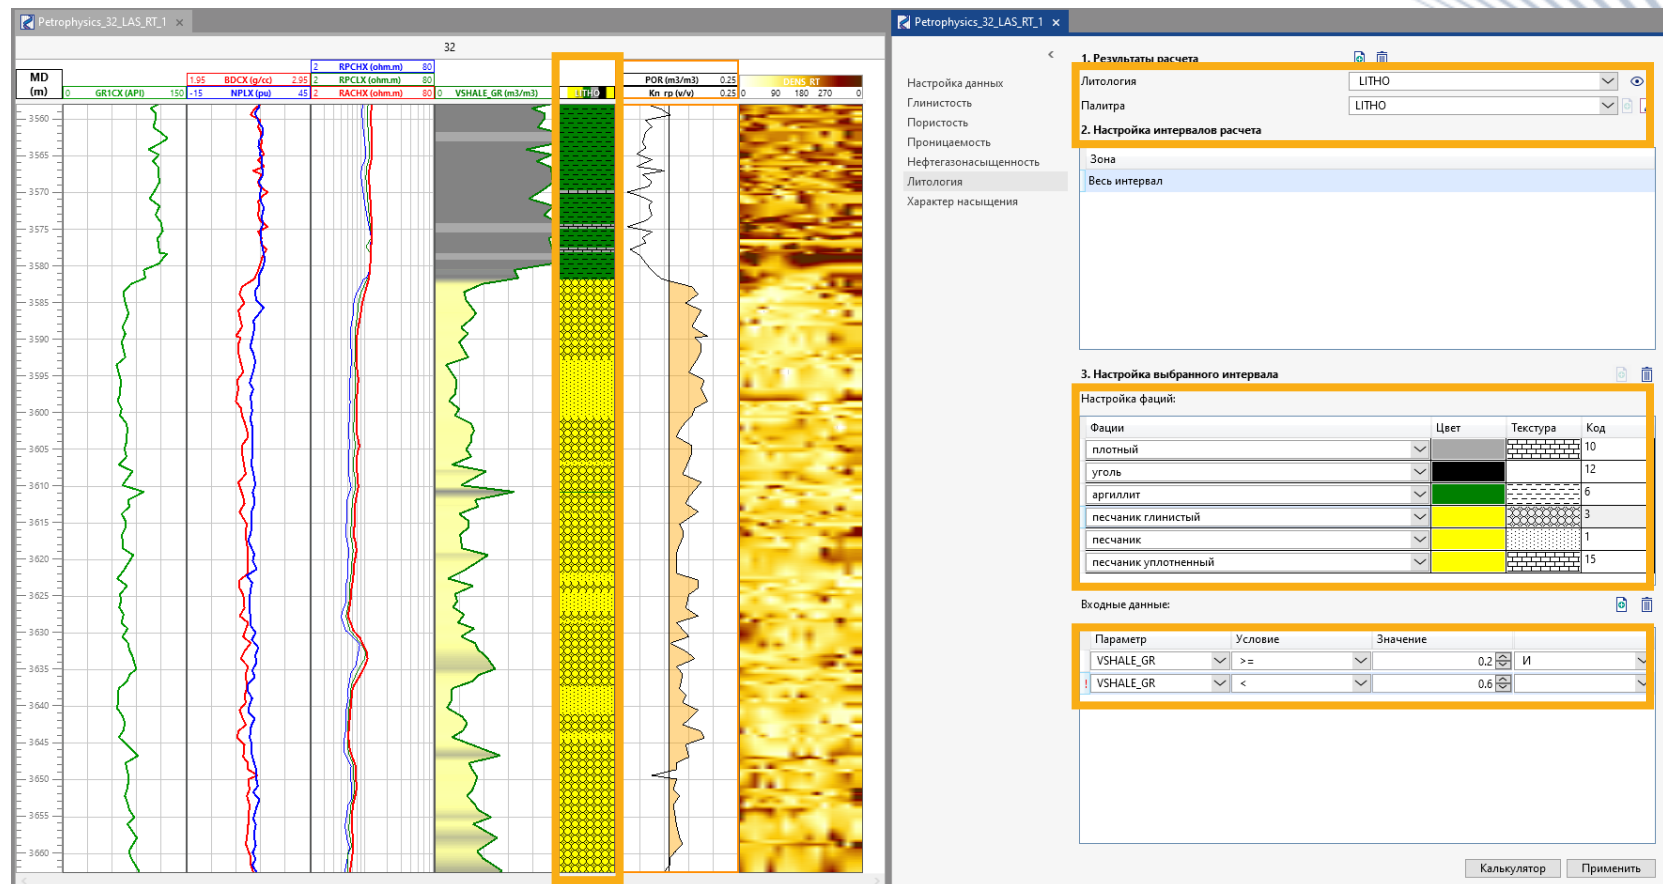 Petrophysics_32_LAS_RT_1 ×
32
MD
(m)
0 GR1CX (API) 150
1.95 BDCX (g/cc) 2.95
-15 NPLX (pu) 45
2 RPCHX (ohm.m) 80
2 RPCLX (ohm.m) 80
2 RACHX (ohm.m) 80
0 VSHALE_GR (m3/m3)
LITHO
POR (m3/m3) 0.25
Кп_гр (v/v) 0.25
DENS_RT
0 90 180 270 0
3560
3565
3570
3575
3580
3585
3590
3595
3600
3605
3610
3615
3620
3625
3630
3635
3640
3645
3650
3655
3660
Petrophysics_32_LAS_RT_1 ×
Настройка данных
Глинистость
Пористость
Проницаемость
Нефтегазонасыщенность
Литология
Характер насыщения
1. Результаты расчета
Литология LITHO
Палитра LITHO
2. Настройка интервалов расчета
Зона
Весь интервал
3. Настройка выбранного интервала
Настройка фаций:
Фации Цвет Текстура Код
плотный 10
уголь 12
аргиллит 6
песчаник глинистый 3
песчаник 1
песчаник уплотненный 15
Входные данные:
Параметр Условие Значение
VSHALE_GR >= 0.2 И
! VSHALE_GR < 0.6
Калькулятор Применить